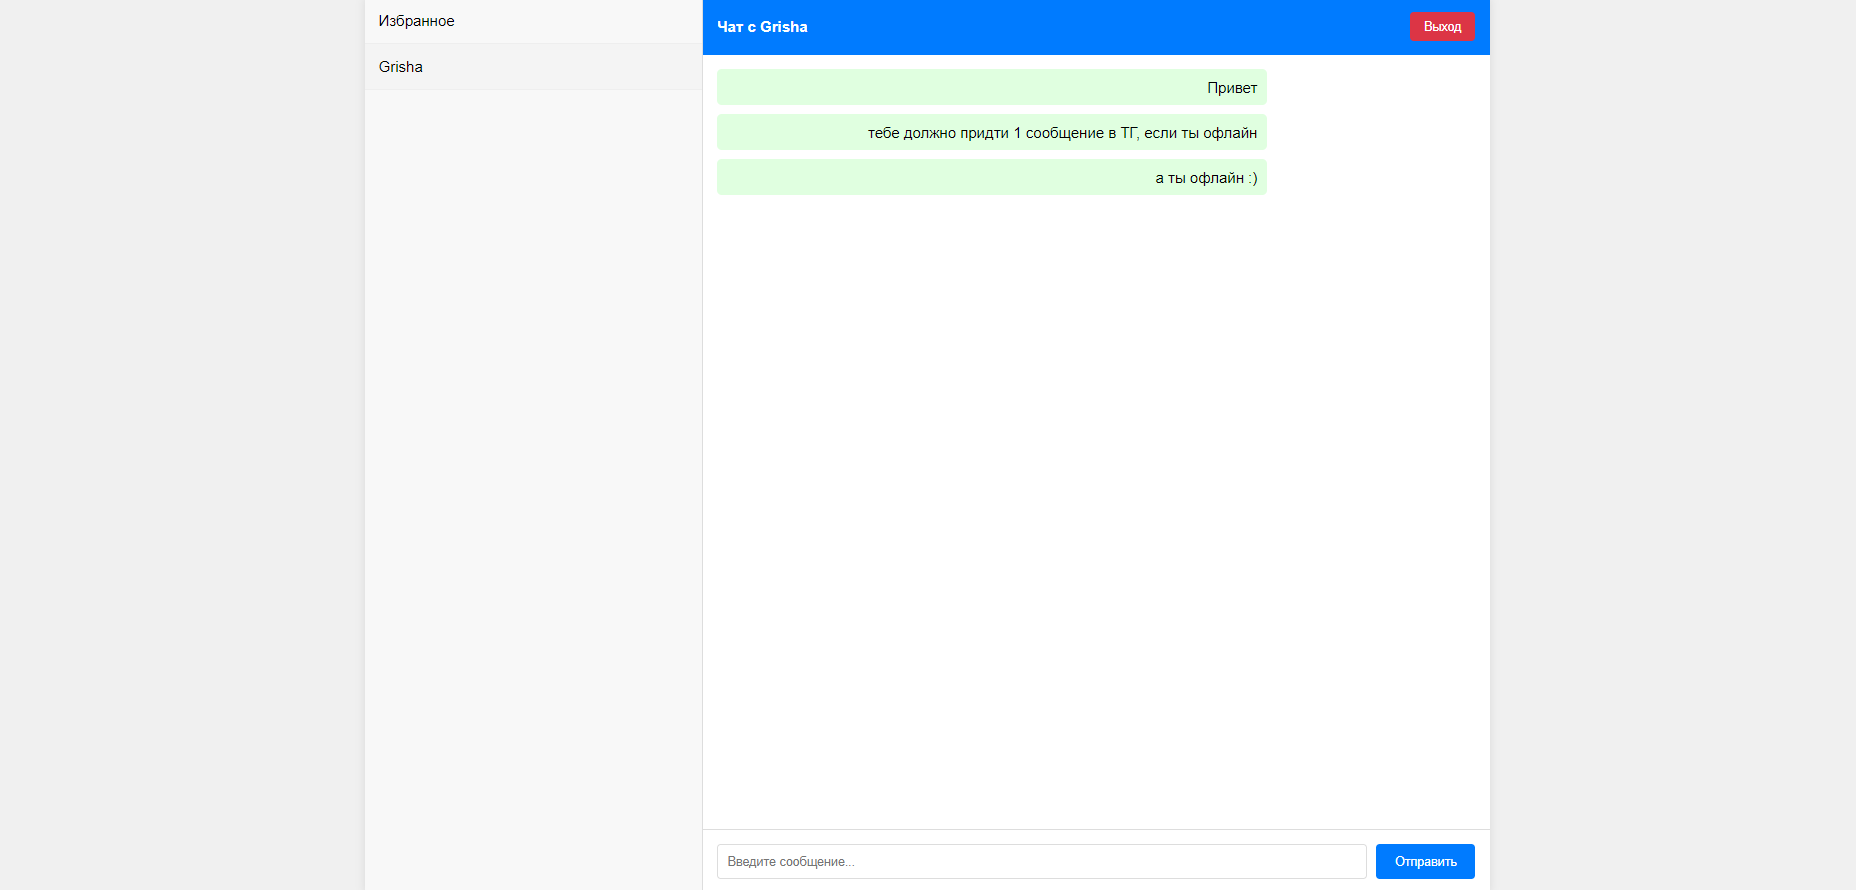 Избранное
Grisha
Чат с Grisha
Выход
Привет
тебе должно придти 1 сообщение в ТГ, если ты офлайн
а ты офлайн :)
Введите сообщение...
Отправить